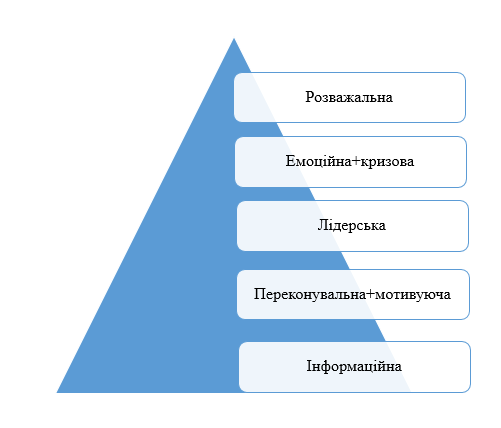 Розважальна
Емоційна+кризова
Лідерська
Переконувальна+мотивуюча
Інформаційна